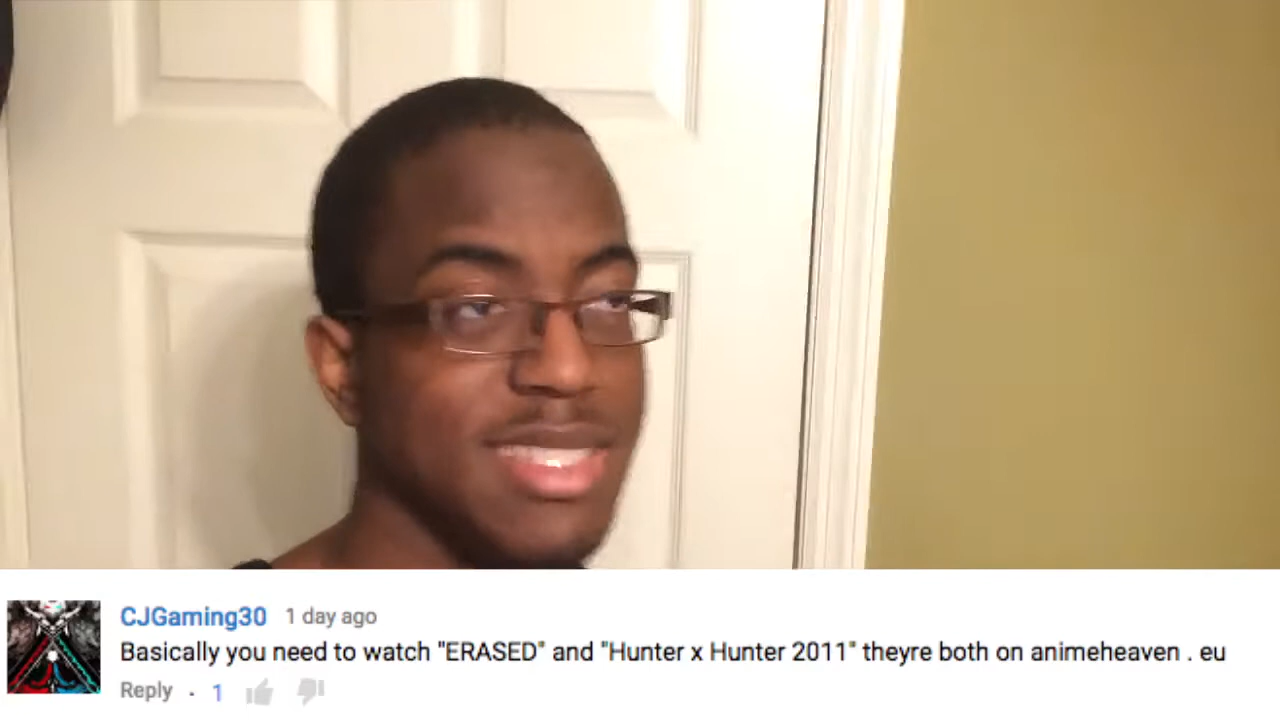 CJGaming30 1 day ago
Basically you need to watch "ERASED" and "Hunter x Hunter 2011" theyre both on animeheaven . eu
Reply · 1